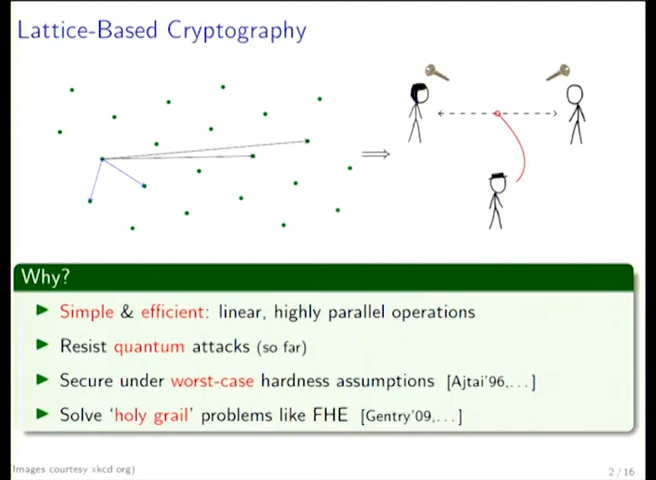 Lattice-Based Cryptography
Why?
Simple & efficient: linear, highly parallel operations
Resist quantum attacks (so far)
Secure under worst-case hardness assumptions [Ajtai'96,...]
Solve 'holy grail' problems like FHE [Gentry'09,...]
Images courtesy xkcd.org)
2 / 16